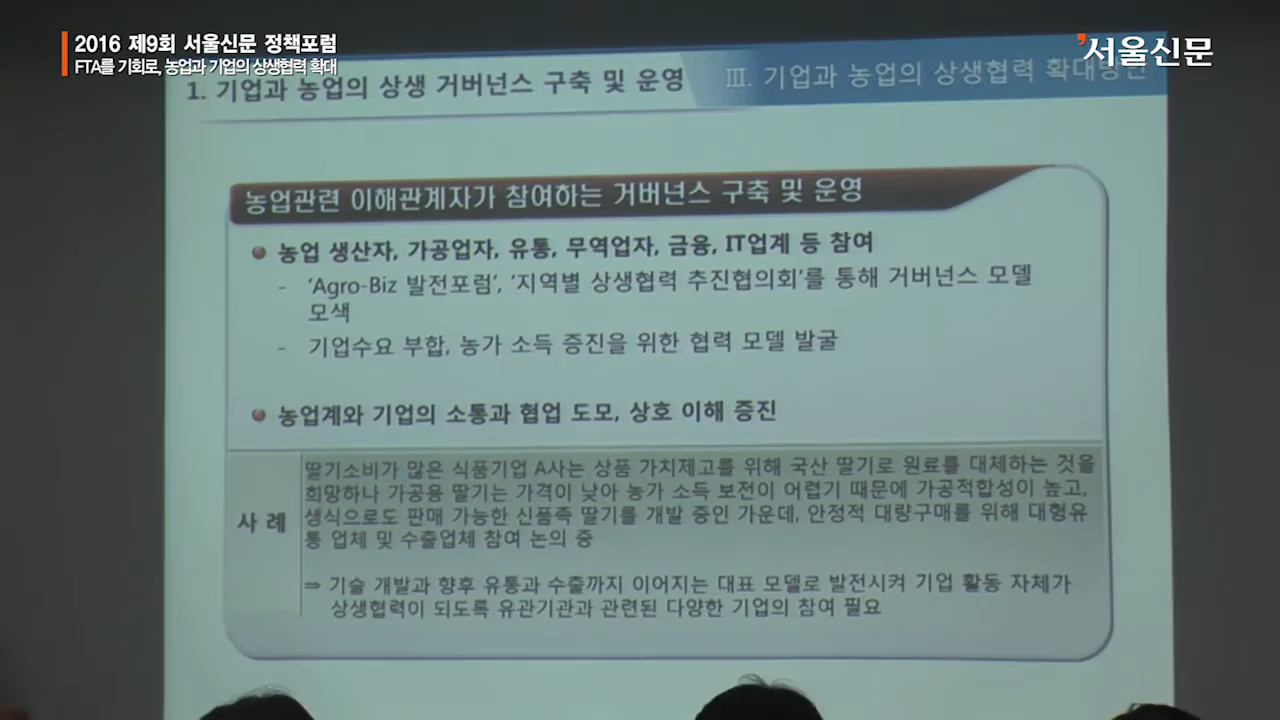 2016 제9회 서울신문 정책포럼
FTA를 기회로, 농업과 기업의 상생협력 확대
서울신문
1. 기업과 농업의 상생 거버넌스 구축 및 운영
Ⅲ. 기업과 농업의 상생협력 확대방안
농업관련 이해관계자가 참여하는 거버넌스 구축 및 운영
농업 생산자, 가공업자, 유통, 무역업자, 금융, IT업계 등 참여
- ‘Agro-Biz 발전포럼’, ‘지역별 상생협력 추진협의회’를 통해 거버넌스 모델
모색
- 기업수요 부합, 농가 소득 증진을 위한 협력 모델 발굴
농업계와 기업의 소통과 협업 도모, 상호 이해 증진
사 례
딸기소비가 많은 식품기업 A사는 상품 가치제고를 위해 국산 딸기로 원료를 대체하는 것을
희망하나 가공용 딸기는 가격이 낮아 농가 소득 보전이 어렵기 때문에 가공적합성이 높고,
생식으로도 판매 가능한 신품족 딸기를 개발 중인 가운데, 안정적 대량구매를 위해 대형유
통 업체 및 수출업체 참여 논의 중
⇒ 기술 개발과 향후 유통과 수출까지 이어지는 대표 모델로 발전시켜 기업 활동 자체가
상생협력이 되도록 유관기관과 관련된 다양한 기업의 참여 필요